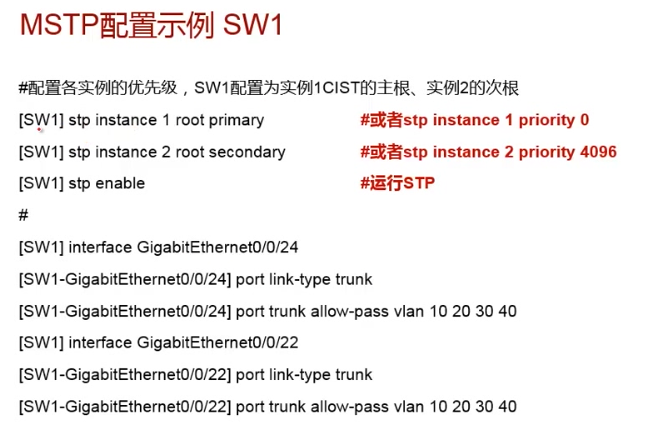 MSTP配置示例 SW1
#配置各实例的优先级，SW1配置为实例1CIST的主根、实例2的次根
[SW1] stp instance 1 root primary #或者stp instance 1 priority 0
[SW1] stp instance 2 root secondary #或者stp instance 2 priority 4096
[SW1] stp enable #运行STP
#
[SW1] interface GigabitEthernet0/0/24
[SW1-GigabitEthernet0/0/24] port link-type trunk
[SW1-GigabitEthernet0/0/24] port trunk allow-pass vlan 10 20 30 40
[SW1] interface GigabitEthernet0/0/22
[SW1-GigabitEthernet0/0/22] port link-type trunk
[SW1-GigabitEthernet0/0/22] port trunk allow-pass vlan 10 20 30 40